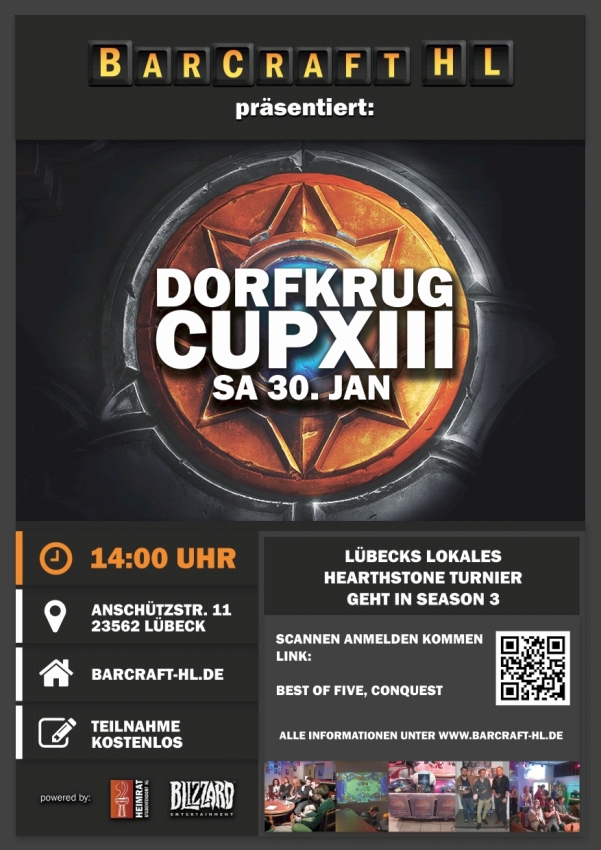 BARCRAFT HL
präsentiert:
DORFKRUG
CUPXIII
SA 30. JAN
14:00 UHR
ANSCHÜTZSTR. 11
23562 LÜBECK
BARCRAFT-HL.DE
TEILNAHME
KOSTENLOS
LÜBECKS LOKALES
HEARTHSTONE TURNIER
GEHT IN SEASON 3
SCANNEN ANMELDEN KOMMEN
LINK:
BEST OF FIVE, CONQUEST
ALLE INFORMATIONEN UNTER WWW.BARCRAFT-HL.DE
powered by:
HEIMRAT
STUDENTENDORF HL
BLIZZARD
ENTERTAINMENT